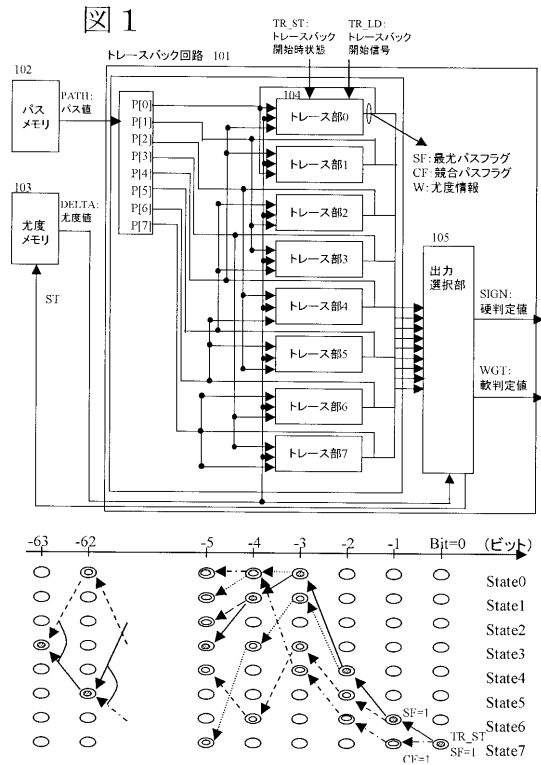 図1
TR_ST:
トレースバック
開始時状態
TR_LD:
トレースバック
開始信号
トレースバック回路 101
102
パス
メモリ
PATH:
パス値
103
尤度
メモリ
DELTA:
尤度値
ST
P[0]
P[1]
P[2]
P[3]
P[4]
P[5]
P[6]
P[7]
104
トレース部0
トレース部1
トレース部2
トレース部3
トレース部4
トレース部5
トレース部6
トレース部7
SF:最尤パスフラグ
CF:競合パスフラグ
W:尤度情報
105
出力
選択部
SIGN:
硬判定値
WGT:
軟判定値
-63 -62 -5 -4 -3 -2 -1 Bit=0 (ビット)
State0
State1
State2
State3
State4
State5
State6
State7
SF=1
TR_ST
SF=1
CF=1